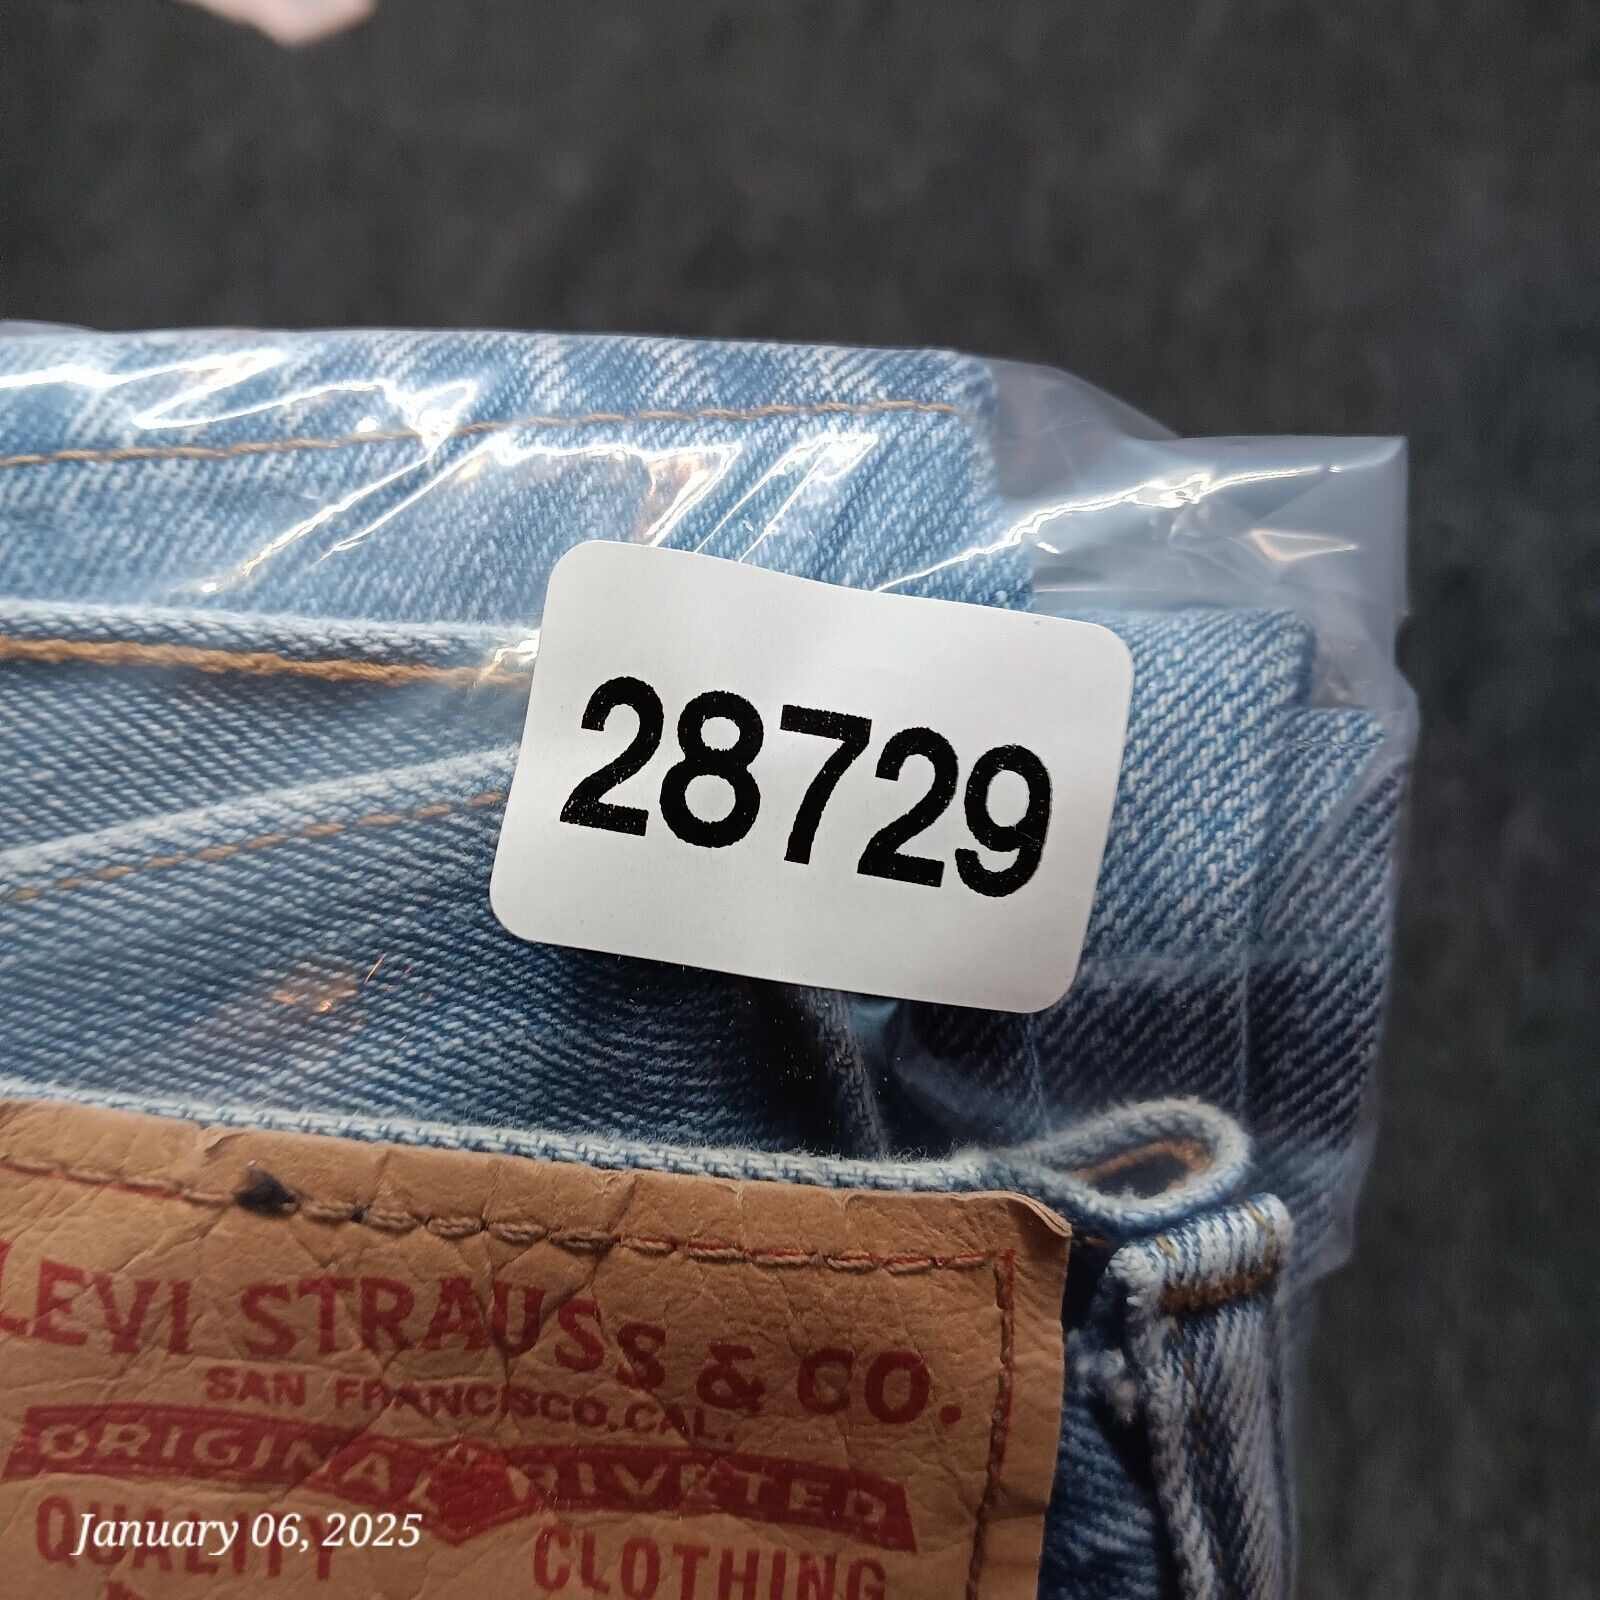 28729
LEVI STRAUSS & CO.
SAN FRANCISCO, CAL.
ORIGINAL RIVETED
QUALITY CLOTHING
January 06, 2025